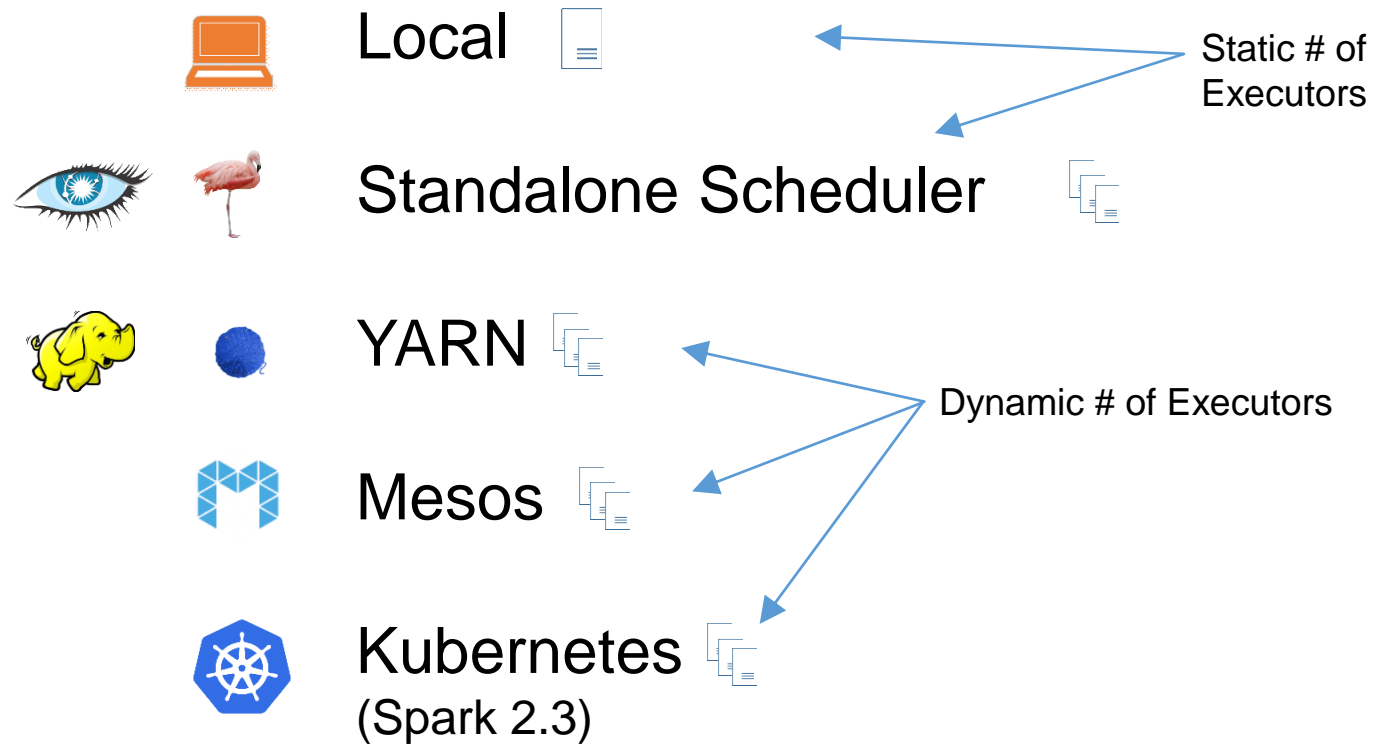 Local
Static # of
Executors
Standalone Scheduler
YARN
Dynamic # of Executors
Mesos
Kubernetes
(Spark 2.3)